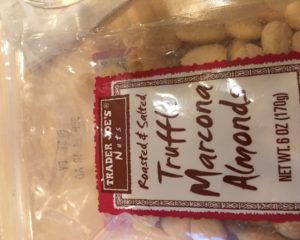 TRADER JOE'S®
Nuts
Roasted & Salted
Truffle
Marcona
Almonds
NET WT. 6 OZ (170g)